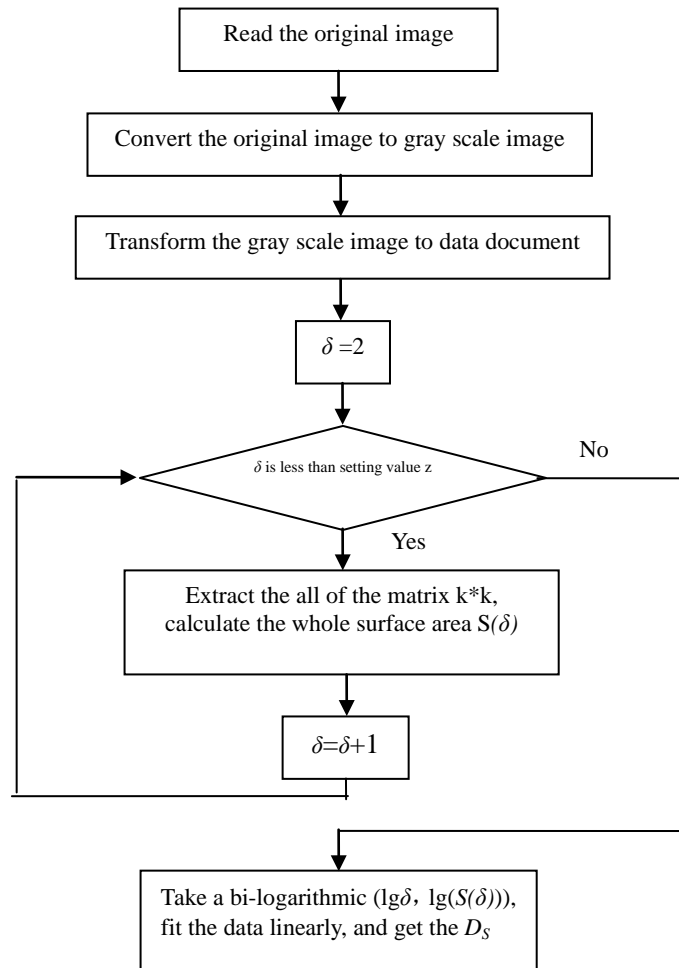 Read the original image
Convert the original image to gray scale image
Transform the gray scale image to data document
δ =2
δ is less than setting value z
No
Yes
Extract the all of the matrix k*k,
calculate the whole surface area S(δ)
δ=δ+1
Take a bi-logarithmic (lgδ, lg(S(δ))),
fit the data linearly, and get the D_S